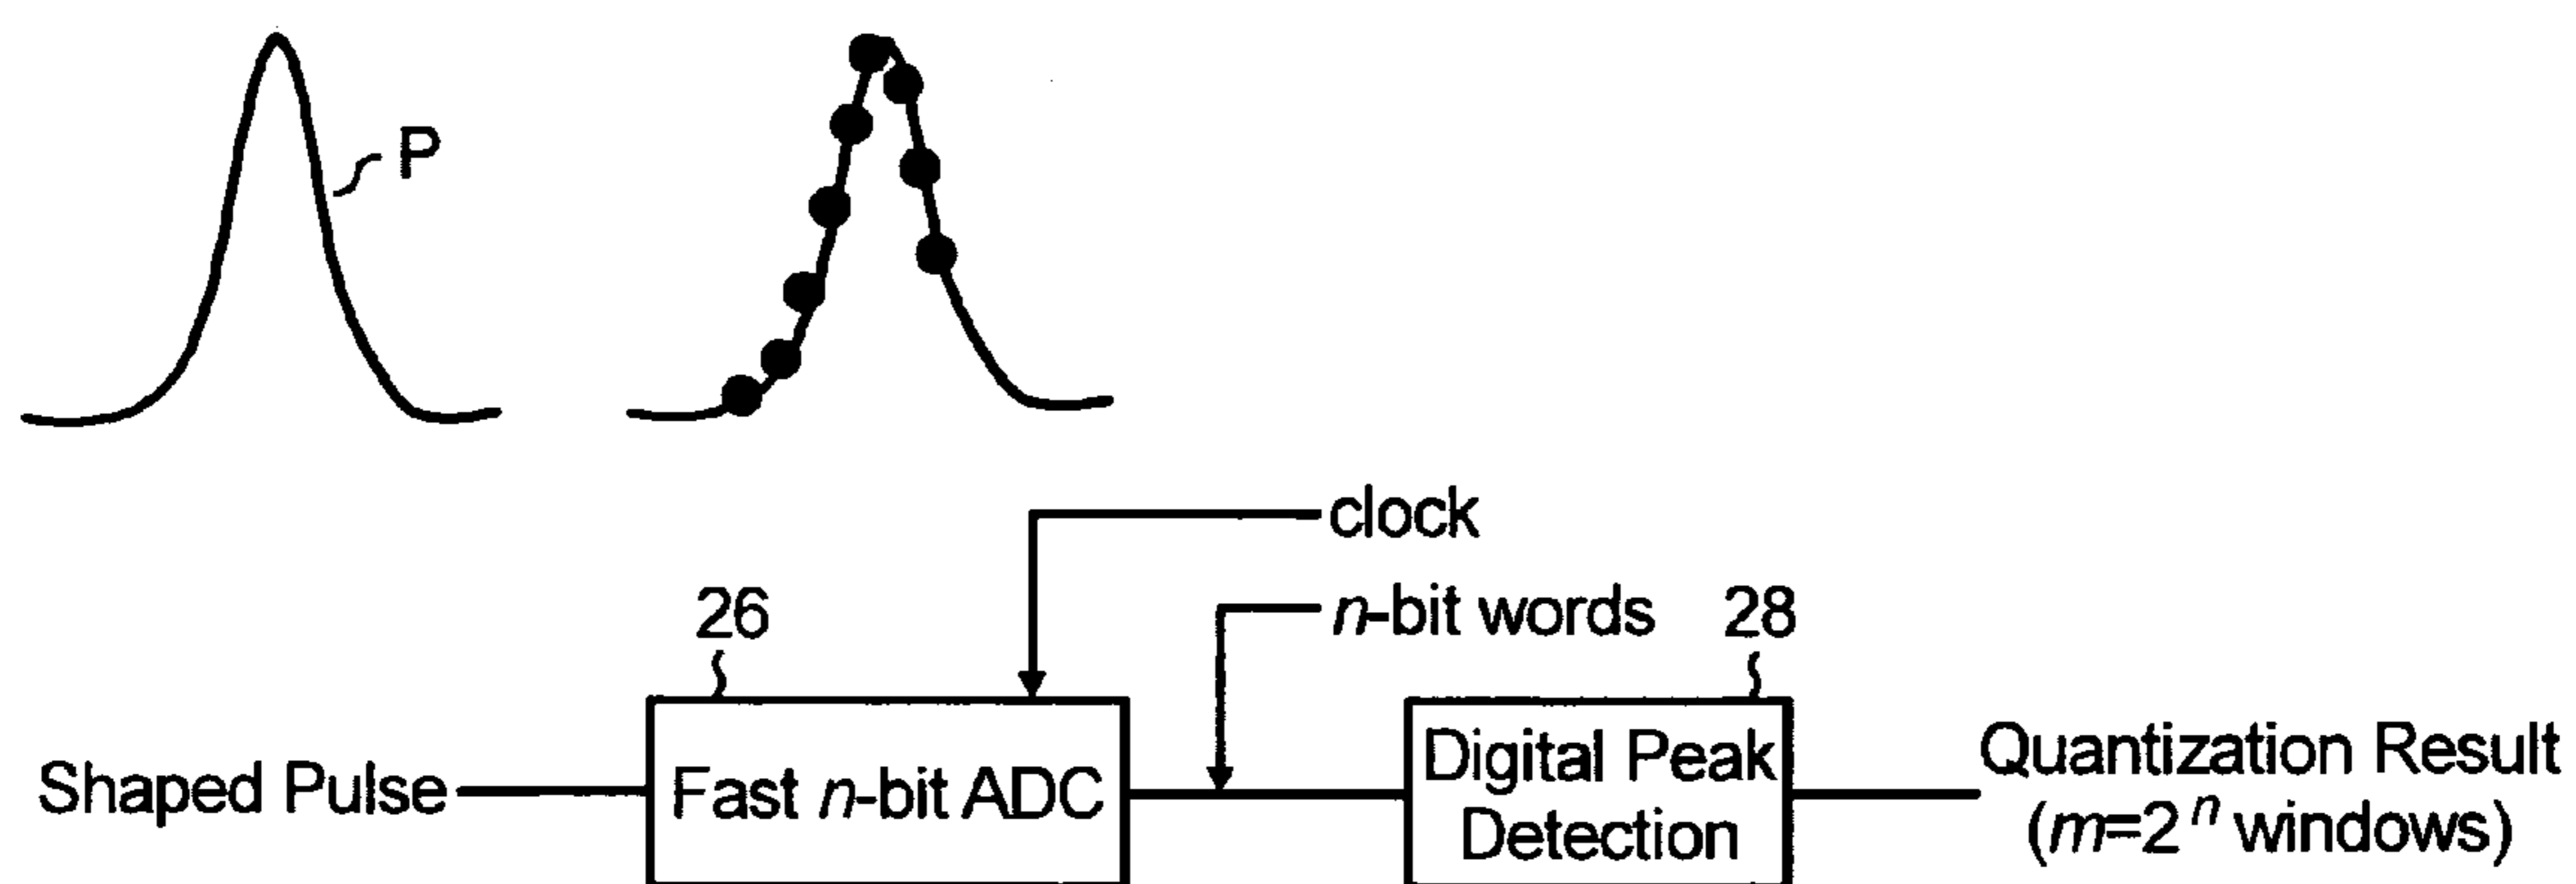 P
clock
n-bit words
26
28
Shaped Pulse
Fast n-bit ADC
Digital Peak
Detection
Quantization Result
(m=2^n windows)